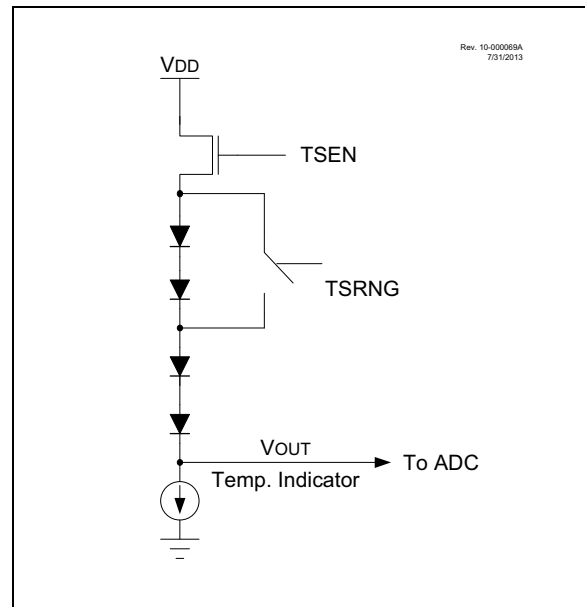 Rev. 10-000069A
7/31/2013
VDD
TSEN
TSRNG
VOUT
To ADC
Temp. Indicator